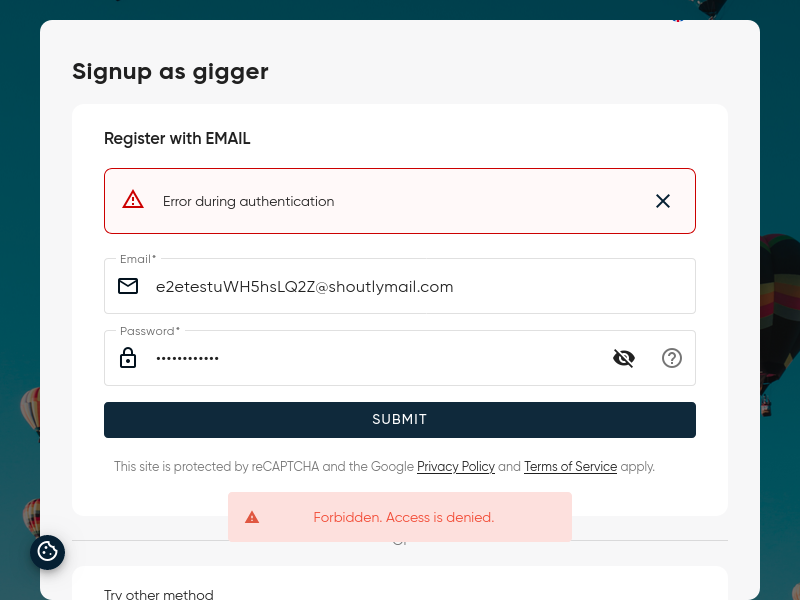 Signup as gigger
Register with EMAIL
Error during authentication
Email*
e2etestuWH5hsLQ2Z@shoutlymail.com
Password*
••••••••••••
SUBMIT
This site is protected by reCAPTCHA and the Google Privacy Policy and Terms of Service apply.
Forbidden. Access is denied.
Try other method